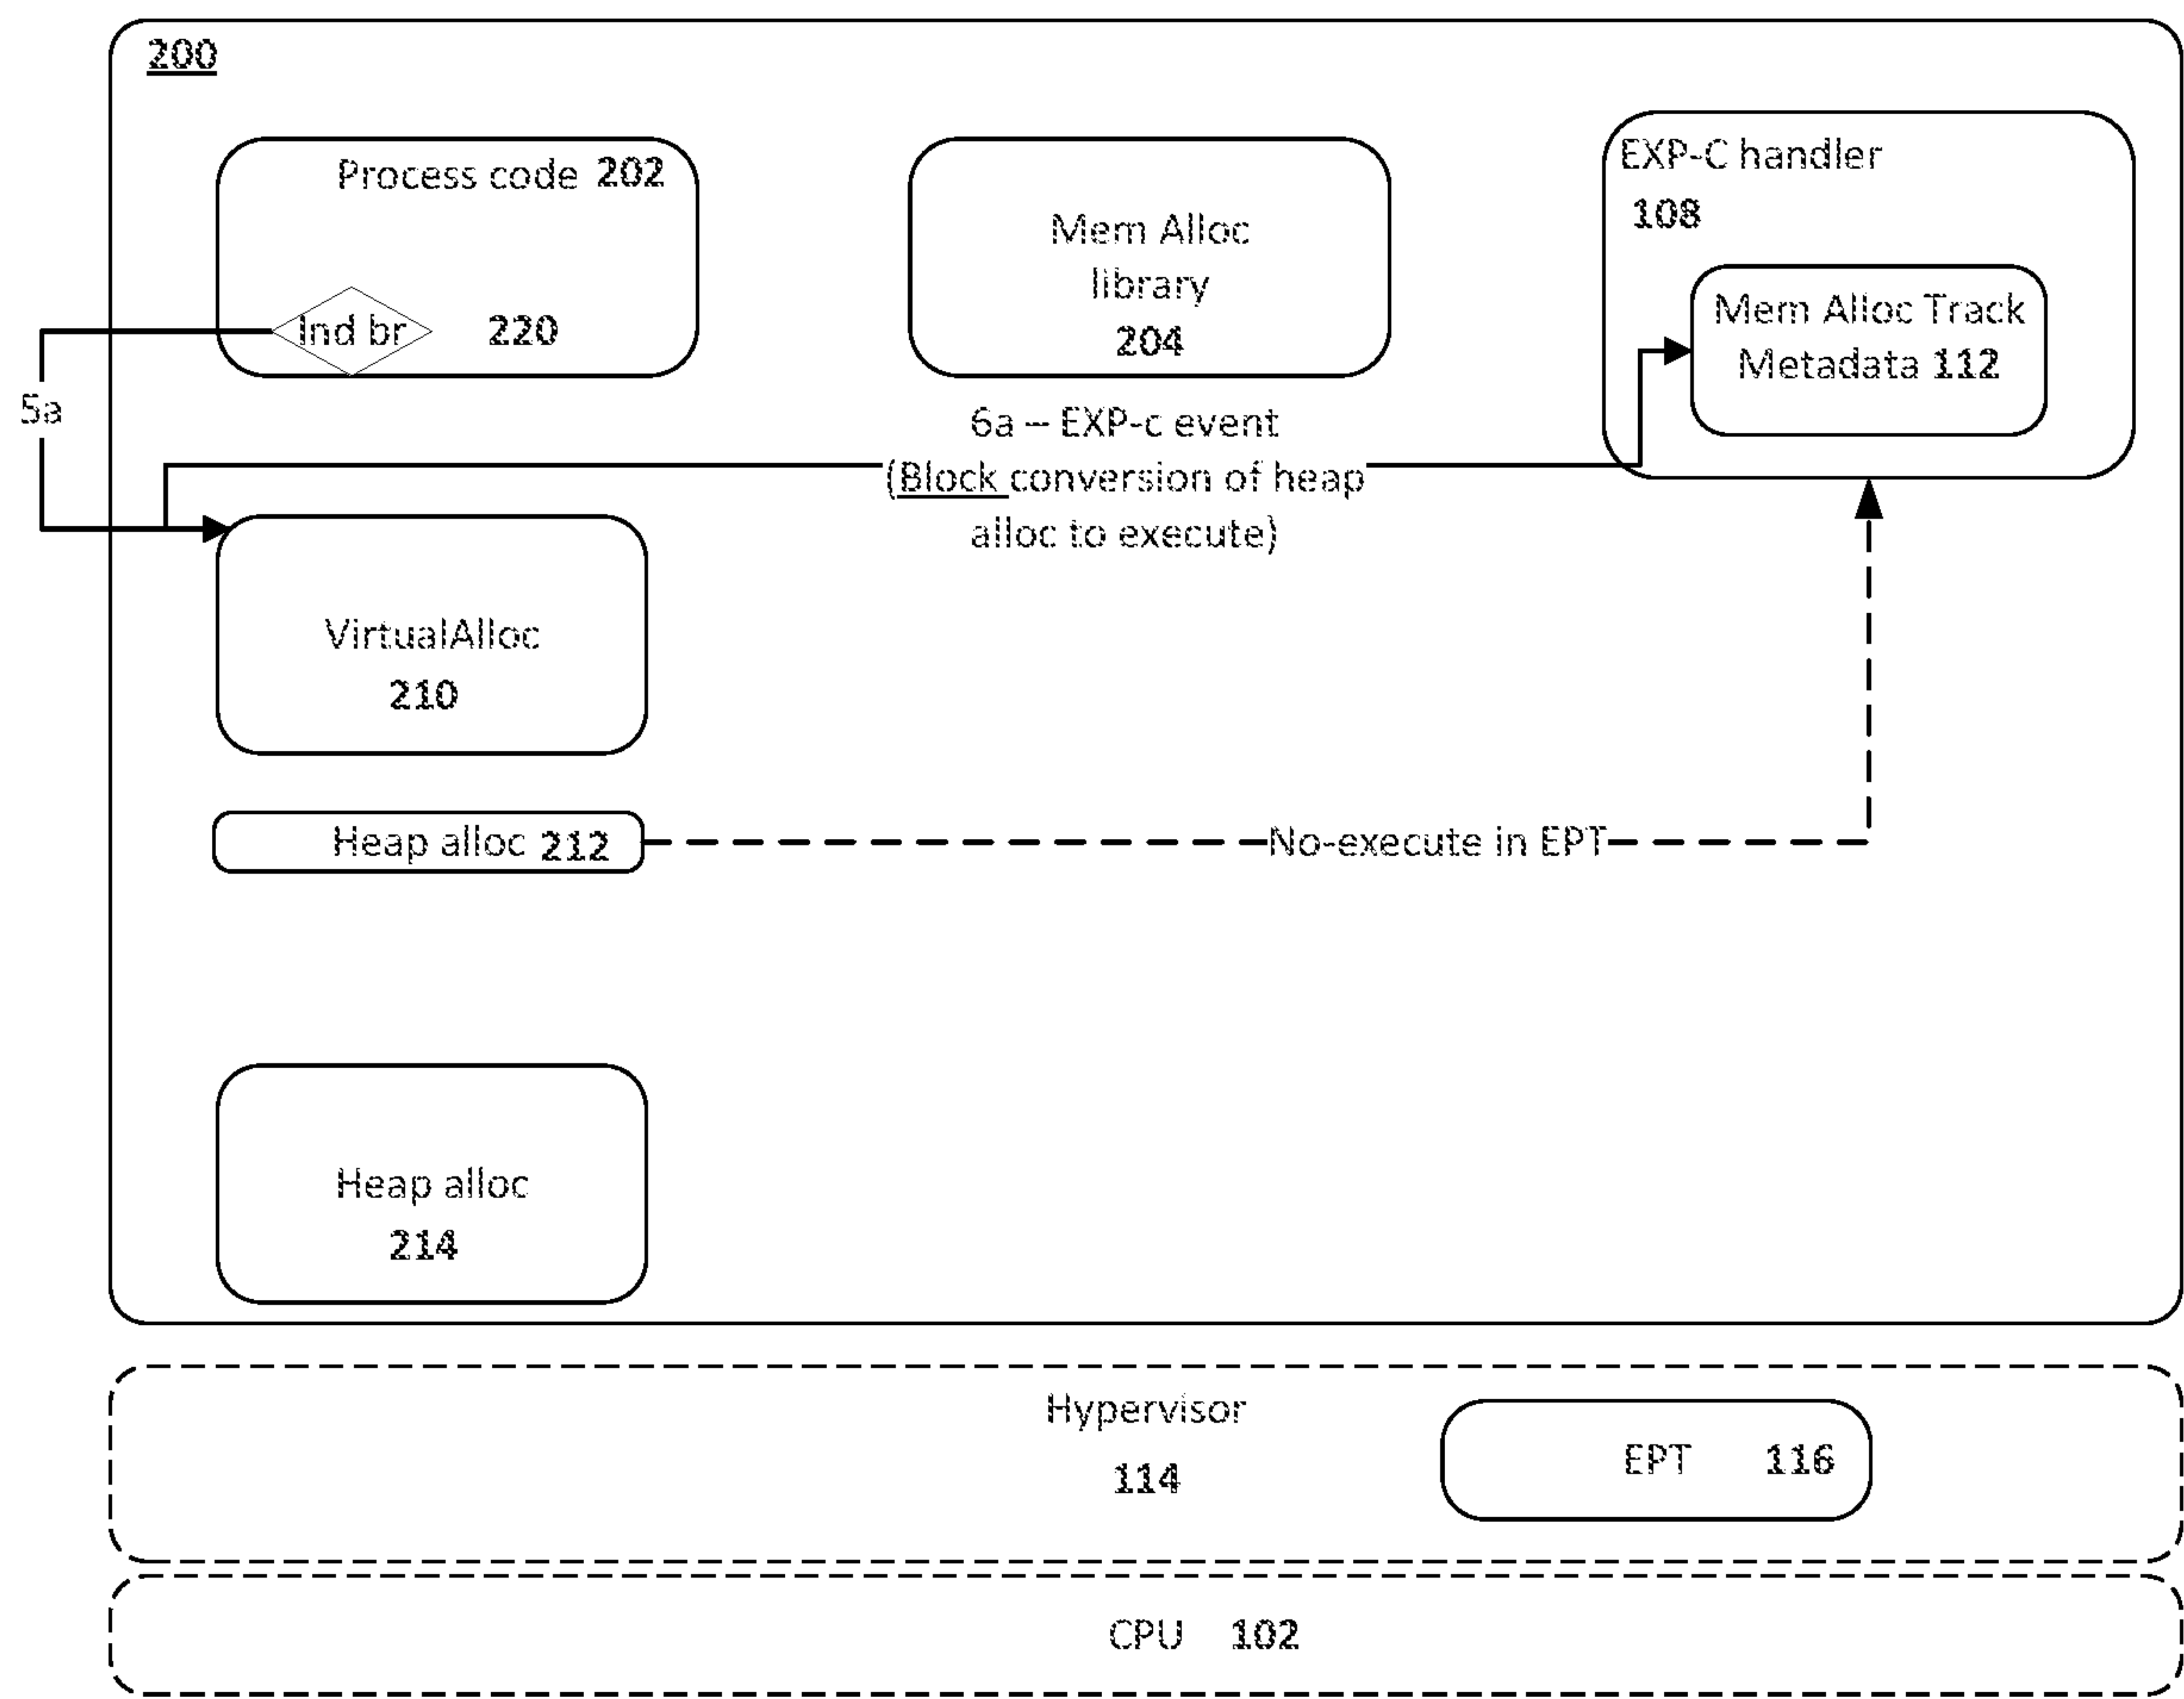 200
Process code 202
Ind br 220
Mem Alloc
library
204
EXP-C handler
108
Mem Alloc Track
Metadata 112
5a
6a – EXP-c event
(Block conversion of heap
alloc to execute)
VirtualAlloc
210
Heap alloc 212
No-execute in EPT
Heap alloc
214
Hypervisor
114
EPT 116
CPU 102